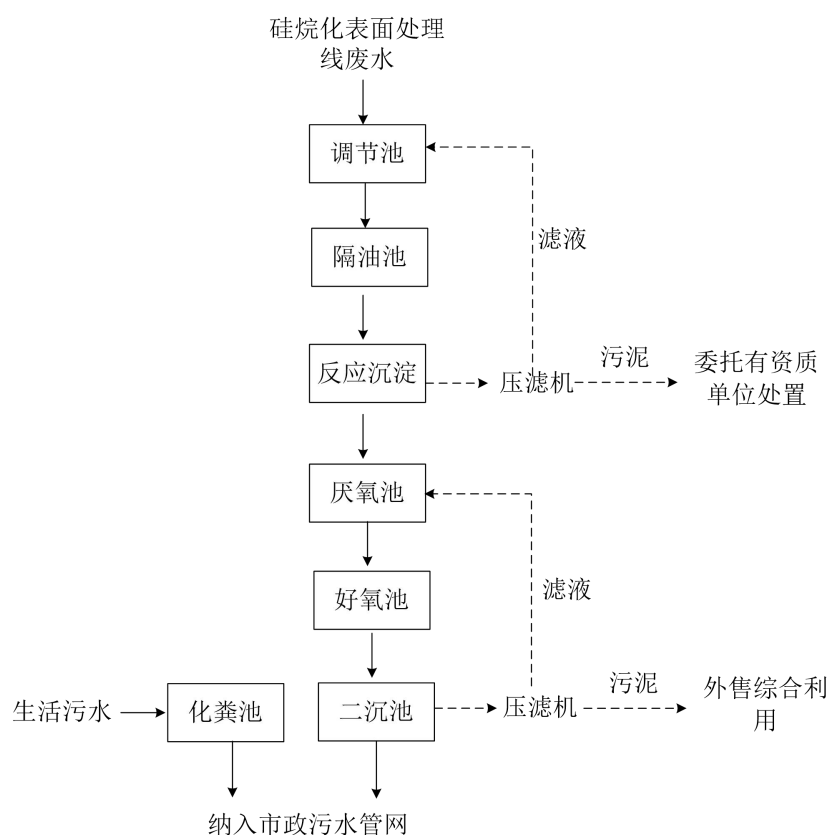 硅烷化表面处理
线废水
调节池
滤液
隔油池
反应沉淀
压滤机
污泥
委托有资质
单位处置
厌氧池
滤液
好氧池
生活污水
化粪池
二沉池
压滤机
污泥
外售综合利
用
纳入市政污水管网